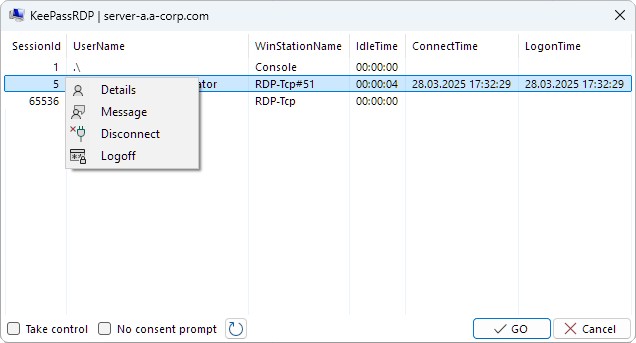 KeePassRDP | server-a.a-corp.com
SessionId UserName WinStationName IdleTime ConnectTime LogonTime
1 .\ Console 00:00:00
5 RDP-Tcp#51 00:00:04 28.03.2025 17:32:29 28.03.2025 17:32:29
65536 RDP-Tcp 00:00:00
Details
Message
Disconnect
Logoff
Take control No consent prompt GO Cancel